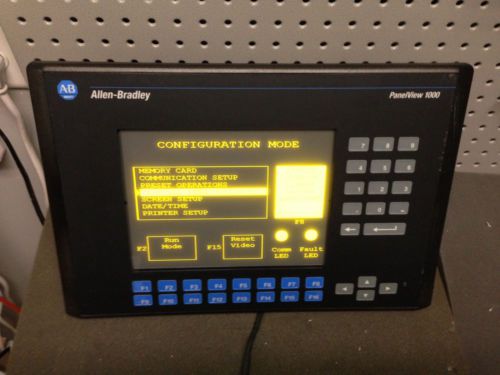 AB
Allen-Bradley
PanelView 1000
CONFIGURATION MODE
MEMORY CARD
COMMUNICATION SETUP
PRESET OPERATIONS
SCREEN SETUP
DATE/TIME
PRINTER SETUP
F8
F2
Run
Mode
F15
Reset
Video
Comm
LED
Fault
LED
7 8 9
4 5 6
1 2 3
0
F1 F2 F3 F4 F5 F6 F7 F8
F9 F10 F11 F12 F13 F14 F15 F16